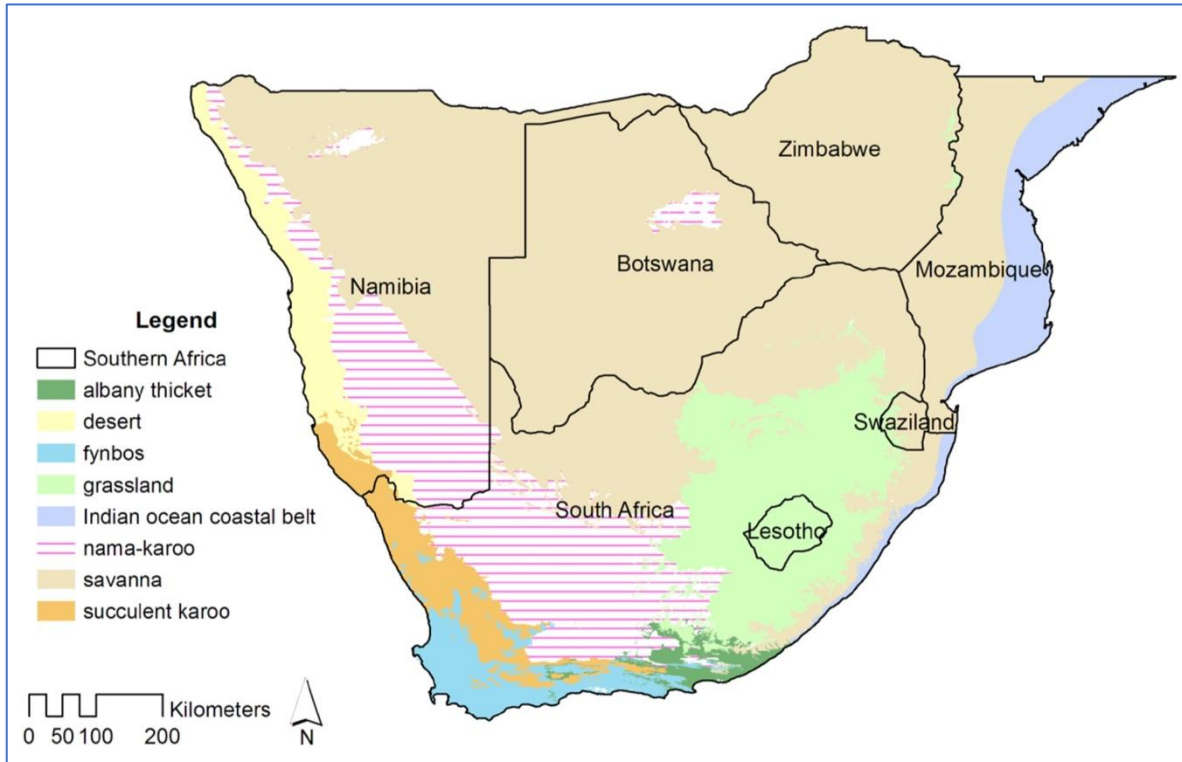 Zimbabwe
Botswana
Mozambique
Namibia
Swaziland
South Africa
Lesotho
Legend
Southern Africa
albany thicket
desert
fynbos
grassland
Indian ocean coastal belt
nama-karoo
savanna
succulent karoo
Kilometers
0 50 100 200
N